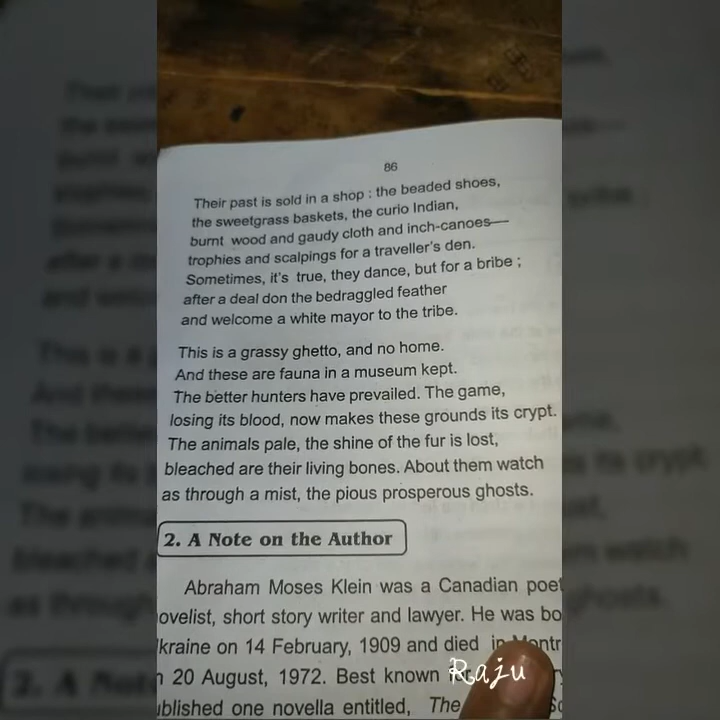 86
Their past is sold in a shop : the beaded shoes,
the sweetgrass baskets, the curio Indian,
burnt wood and gaudy cloth and inch-canoes—
trophies and scalpings for a traveller's den.
Sometimes, it's true, they dance, but for a bribe ;
after a deal don the bedraggled feather
and welcome a white mayor to the tribe.
This is a grassy ghetto, and no home.
And these are fauna in a museum kept.
The better hunters have prevailed. The game,
losing its blood, now makes these grounds its crypt.
The animals pale, the shine of the fur is lost,
bleached are their living bones. About them watch
as through a mist, the pious prosperous ghosts.
2. A Note on the Author
Abraham Moses Klein was a Canadian poet
ovelist, short story writer and lawyer. He was bo
kraine on 14 February, 1909 and died in Montr
n 20 August, 1972. Best known
ublished one novella entitled, The
Raju